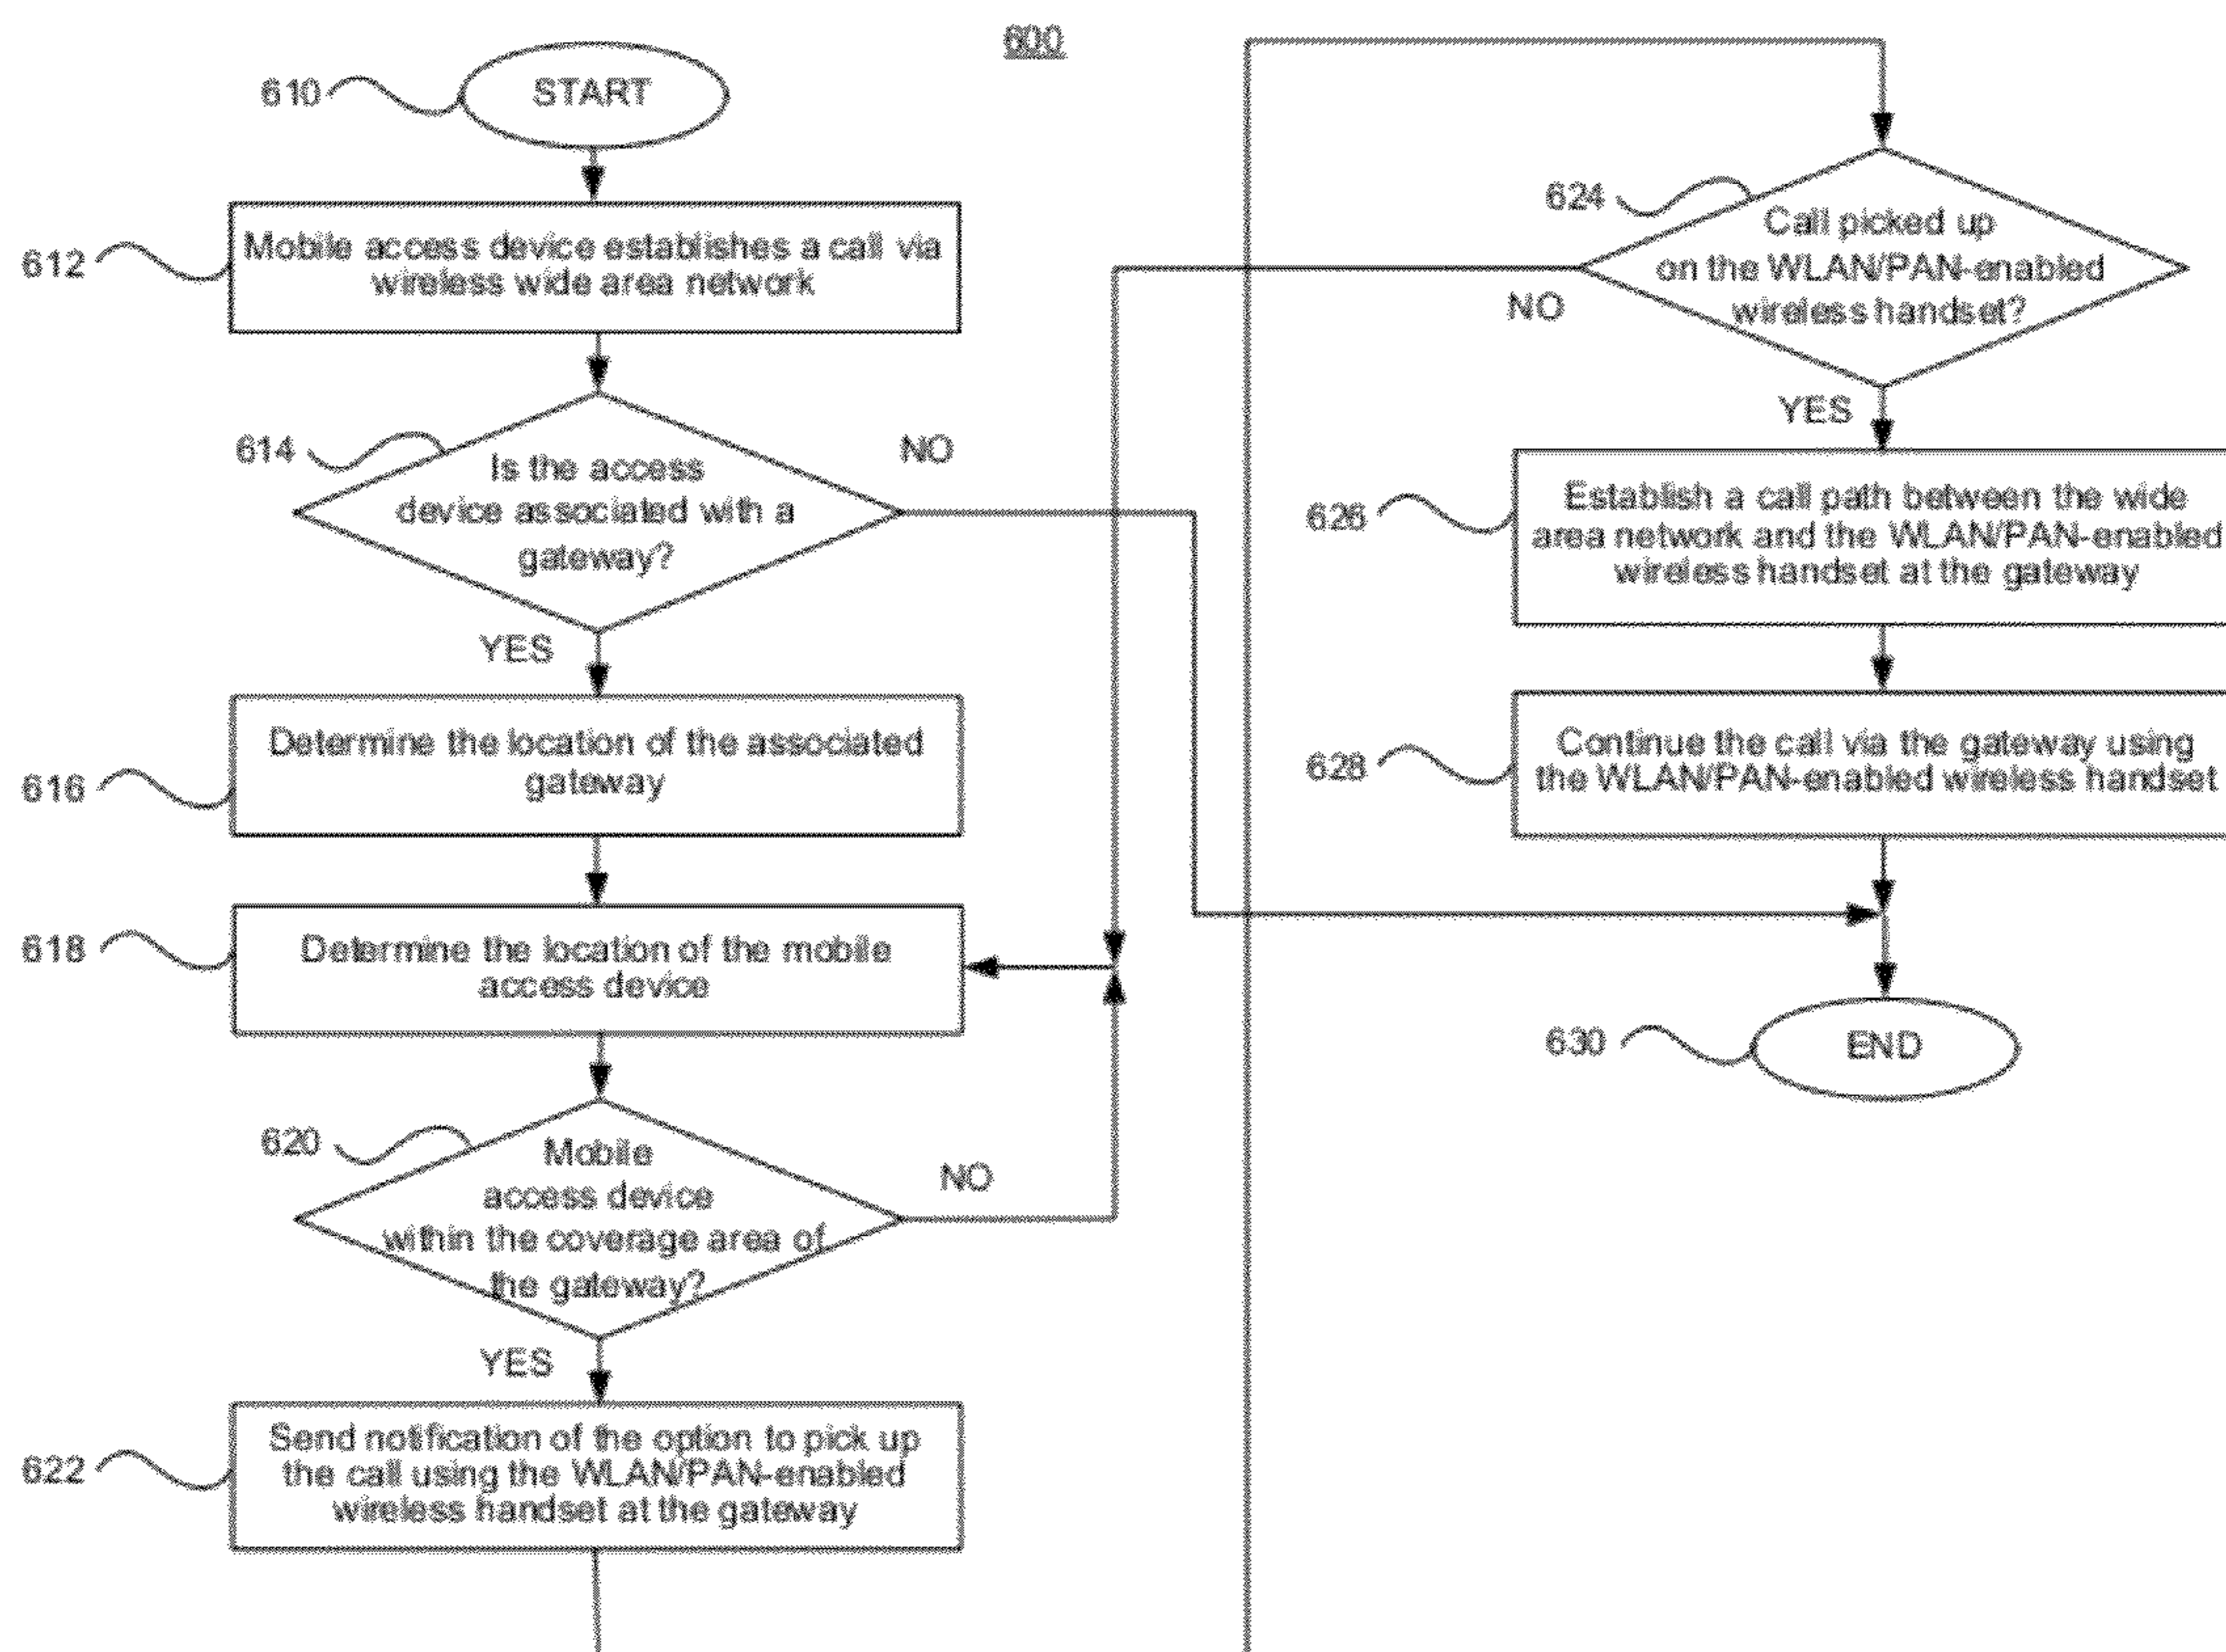 600
610
START
612
Mobile access device establishes a call via
wireless wide area network
614
Is the access
device associated with a
gateway?
NO
YES
616
Determine the location of the associated
gateway
618
Determine the location of the mobile
access device
620
Mobile
access device
within the coverage area of
the gateway?
NO
YES
622
Send notification of the option to pick up
the call using the WLAN/PAN-enabled
wireless handset at the gateway
624
Call picked up
on the WLAN/PAN-enabled
wireless handset?
NO
YES
626
Establish a call path between the wide
area network and the WLAN/PAN-enabled
wireless handset at the gateway
628
Continue the call via the gateway using
the WLAN/PAN-enabled wireless handset
630
END